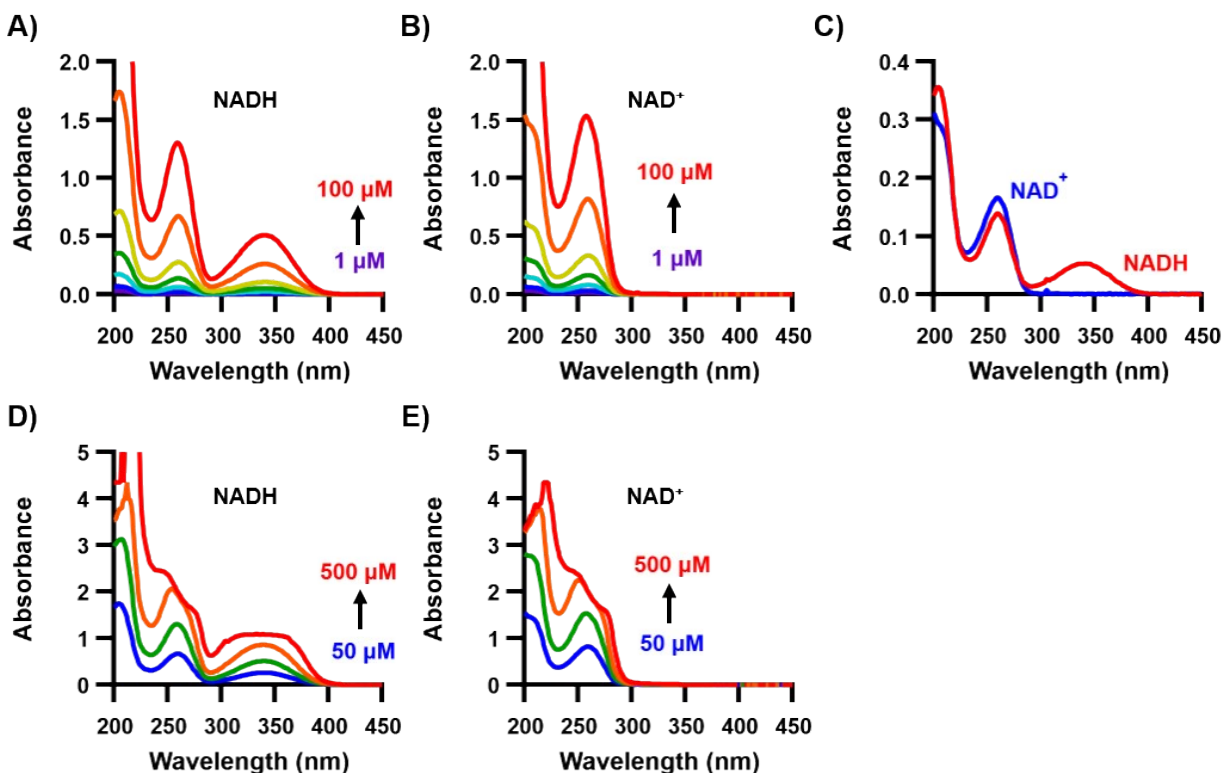 A)
Absorbance
2.0
1.5
1.0
0.5
0.0
NADH
100 µM
1 µM
200 250 300 350 400 450
Wavelength (nm)
B)
Absorbance
2.0
1.5
1.0
0.5
0.0
NAD⁺
100 µM
1 µM
200 250 300 350 400 450
Wavelength (nm)
C)
Absorbance
0.4
0.3
0.2
0.1
0.0
NAD⁺
NADH
200 250 300 350 400 450
Wavelength (nm)
D)
Absorbance
5
4
3
2
1
0
NADH
500 µM
50 µM
200 250 300 350 400 450
Wavelength (nm)
E)
Absorbance
5
4
3
2
1
0
NAD⁺
500 µM
50 µM
200 250 300 350 400 450
Wavelength (nm)